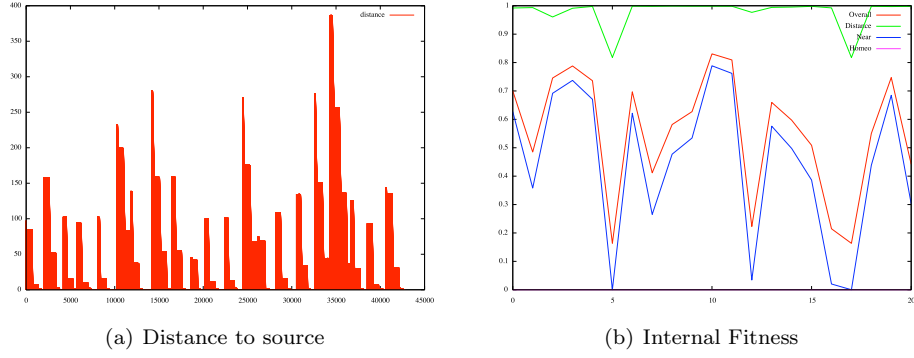 400
350
300
250
200
150
100
50
0
0 5000 10000 15000 20000 25000 30000 35000 40000 45000
distance
(a) Distance to source
1
0.9
0.8
0.7
0.6
0.5
0.4
0.3
0.2
0.1
0
0 5 10 15 20
Overall
Distance
Near
Homeo
(b) Internal Fitness